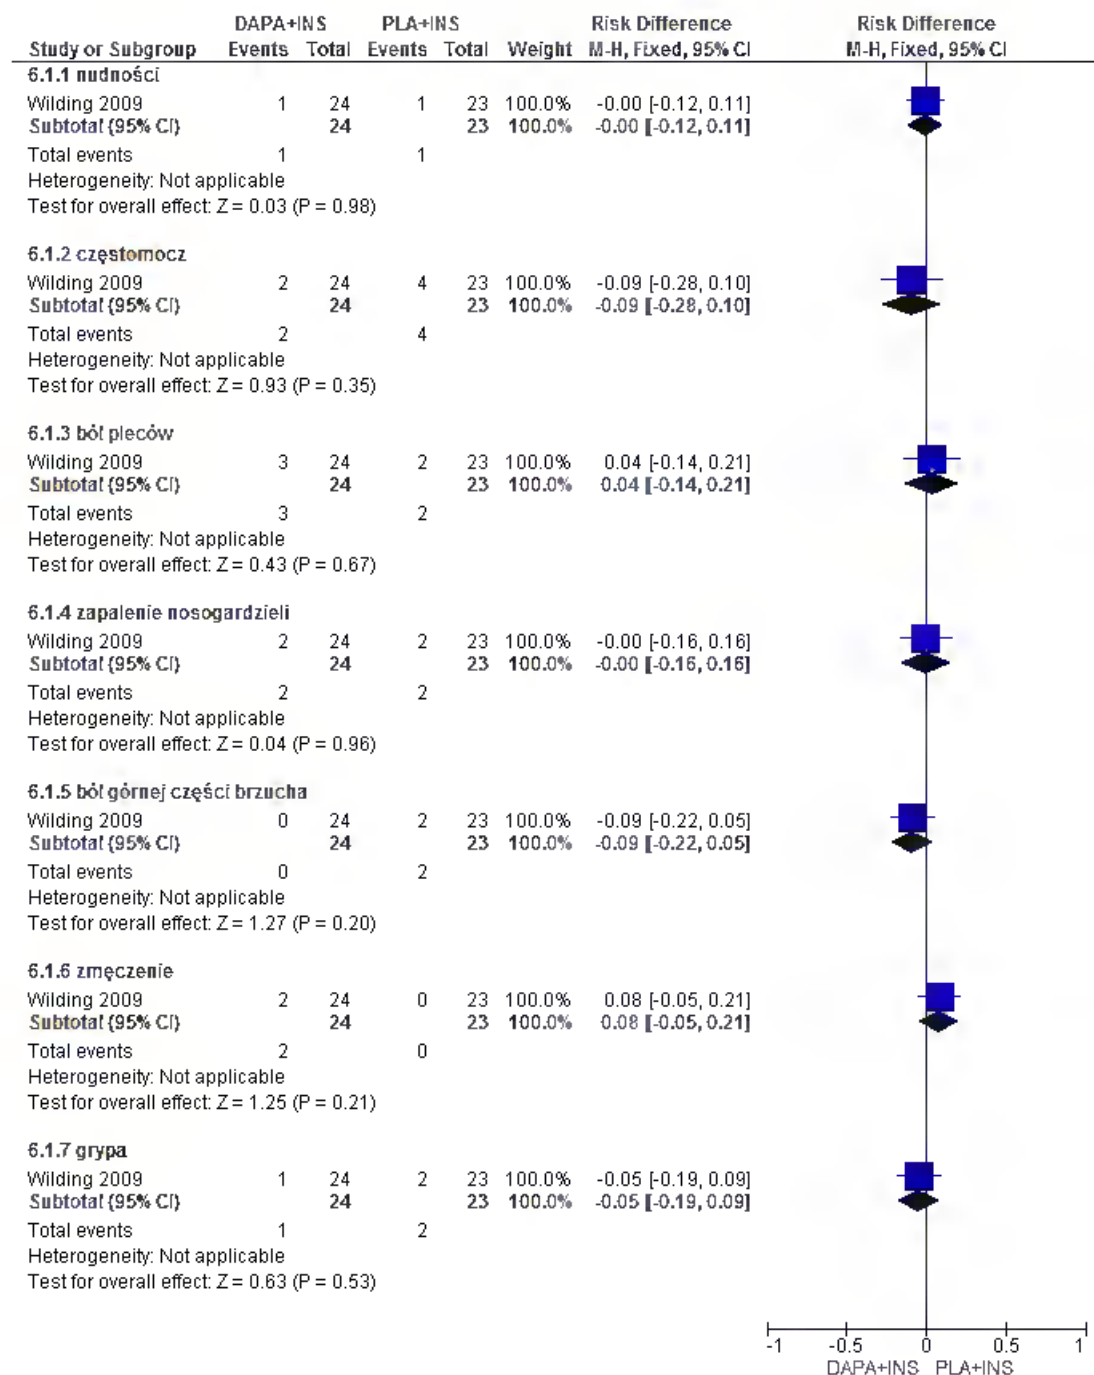 DAPA+INS PLA+INS Risk Difference Risk Difference
Study or Subgroup Events Total Events Total Weight M-H, Fixed, 95% CI M-H, Fixed, 95% CI
6.1.1 nudności
Wilding 2009 1 24 1 23 100.0% -0.00 [-0.12, 0.11]
Subtotal (95% CI) 24 23 100.0% -0.00 [-0.12, 0.11]
Total events 1 1
Heterogeneity: Not applicable
Test for overall effect: Z = 0.03 (P = 0.98)
6.1.2 częstomocz
Wilding 2009 2 24 4 23 100.0% -0.09 [-0.28, 0.10]
Subtotal (95% CI) 24 23 100.0% -0.09 [-0.28, 0.10]
Total events 2 4
Heterogeneity: Not applicable
Test for overall effect: Z = 0.93 (P = 0.35)
6.1.3 ból pleców
Wilding 2009 3 24 2 23 100.0% 0.04 [-0.14, 0.21]
Subtotal (95% CI) 24 23 100.0% 0.04 [-0.14, 0.21]
Total events 3 2
Heterogeneity: Not applicable
Test for overall effect: Z = 0.43 (P = 0.67)
6.1.4 zapalenie nosogardzieli
Wilding 2009 2 24 2 23 100.0% -0.00 [-0.16, 0.16]
Subtotal (95% CI) 24 23 100.0% -0.00 [-0.16, 0.16]
Total events 2 2
Heterogeneity: Not applicable
Test for overall effect: Z = 0.04 (P = 0.96)
6.1.5 ból górnej części brzucha
Wilding 2009 0 24 2 23 100.0% -0.09 [-0.22, 0.05]
Subtotal (95% CI) 24 23 100.0% -0.09 [-0.22, 0.05]
Total events 0 2
Heterogeneity: Not applicable
Test for overall effect: Z = 1.27 (P = 0.20)
6.1.6 zmęczenie
Wilding 2009 2 24 0 23 100.0% 0.08 [-0.05, 0.21]
Subtotal (95% CI) 24 23 100.0% 0.08 [-0.05, 0.21]
Total events 2 0
Heterogeneity: Not applicable
Test for overall effect: Z = 1.25 (P = 0.21)
6.1.7 grypa
Wilding 2009 1 24 2 23 100.0% -0.05 [-0.19, 0.09]
Subtotal (95% CI) 24 23 100.0% -0.05 [-0.19, 0.09]
Total events 1 2
Heterogeneity: Not applicable
Test for overall effect: Z = 0.63 (P = 0.53)
-1 -0.5 0 0.5 1
DAPA+INS PLA+INS